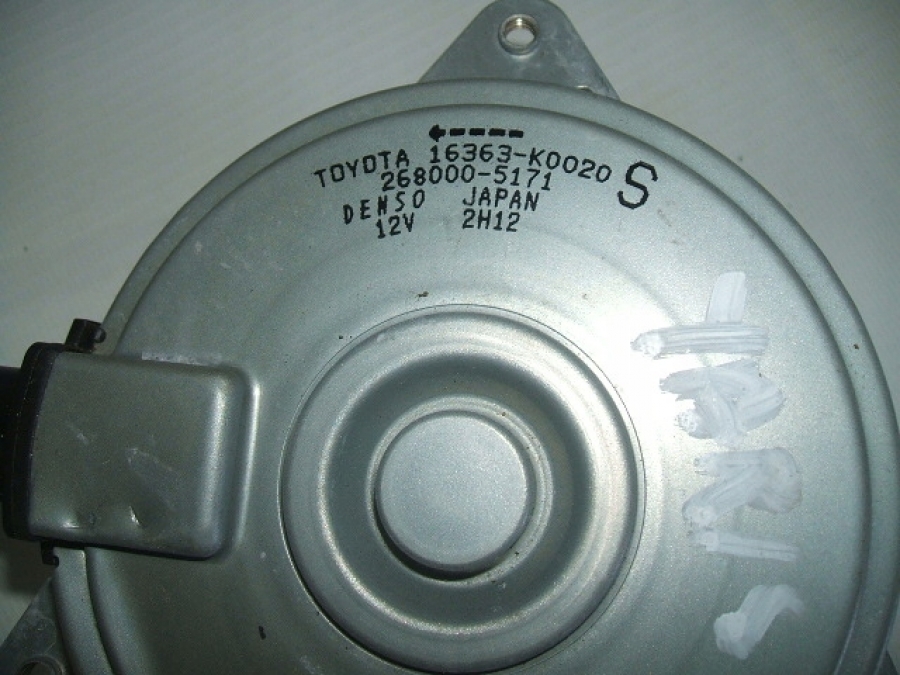 TOYOTA 16363-K0020 S
268000-5171
DENSO JAPAN
12V 2H12